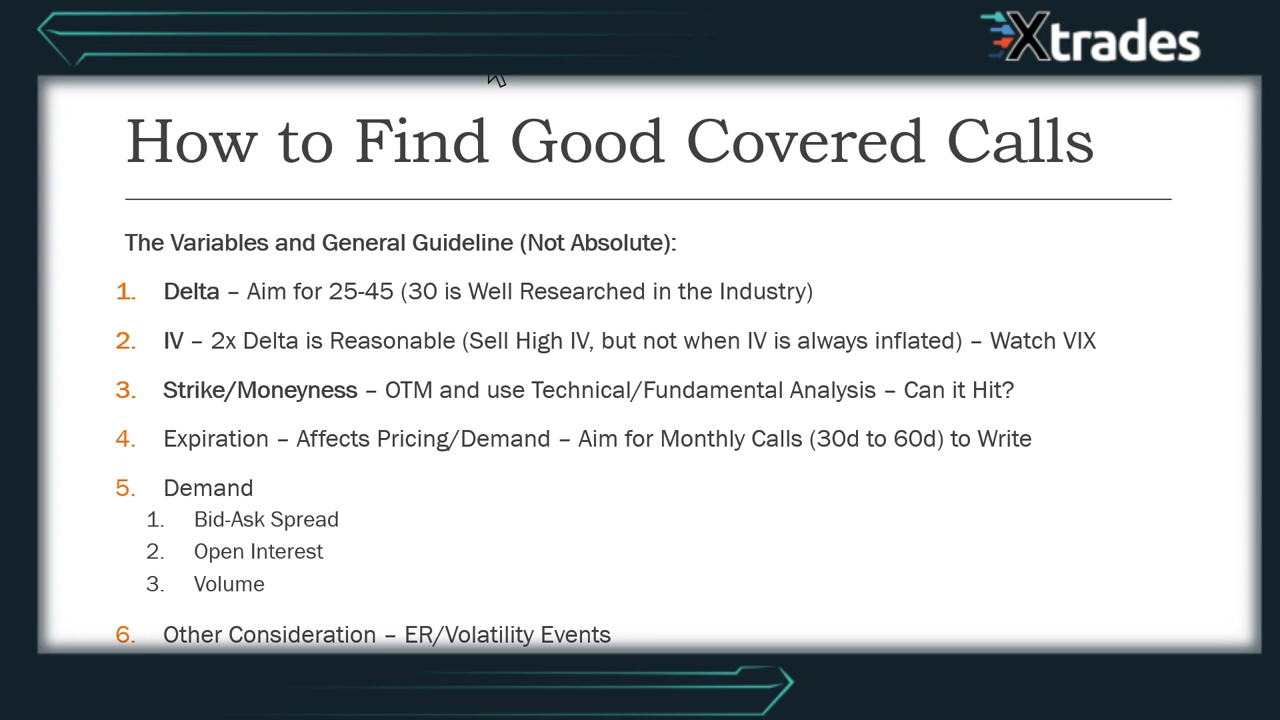 Xtrades
How to Find Good Covered Calls
The Variables and General Guideline (Not Absolute):
1. Delta – Aim for 25-45 (30 is Well Researched in the Industry)
2. IV – 2x Delta is Reasonable (Sell High IV, but not when IV is always inflated) – Watch VIX
3. Strike/Moneyness – OTM and use Technical/Fundamental Analysis – Can it Hit?
4. Expiration – Affects Pricing/Demand – Aim for Monthly Calls (30d to 60d) to Write
5. Demand
1. Bid-Ask Spread
2. Open Interest
3. Volume
6. Other Consideration – ER/Volatility Events